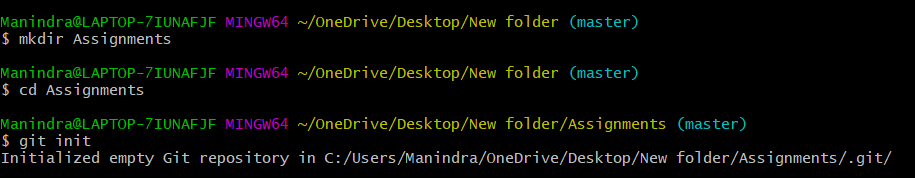 Manindra@LAPTOP-7IUNAFJF MINGW64 ~/OneDrive/Desktop/New folder (master)
$ mkdir Assignments
Manindra@LAPTOP-7IUNAFJF MINGW64 ~/OneDrive/Desktop/New folder (master)
$ cd Assignments
Manindra@LAPTOP-7IUNAFJF MINGW64 ~/OneDrive/Desktop/New folder/Assignments (master)
$ git init
Initialized empty Git repository in C:/Users/Manindra/OneDrive/Desktop/New folder/Assignments/.git/